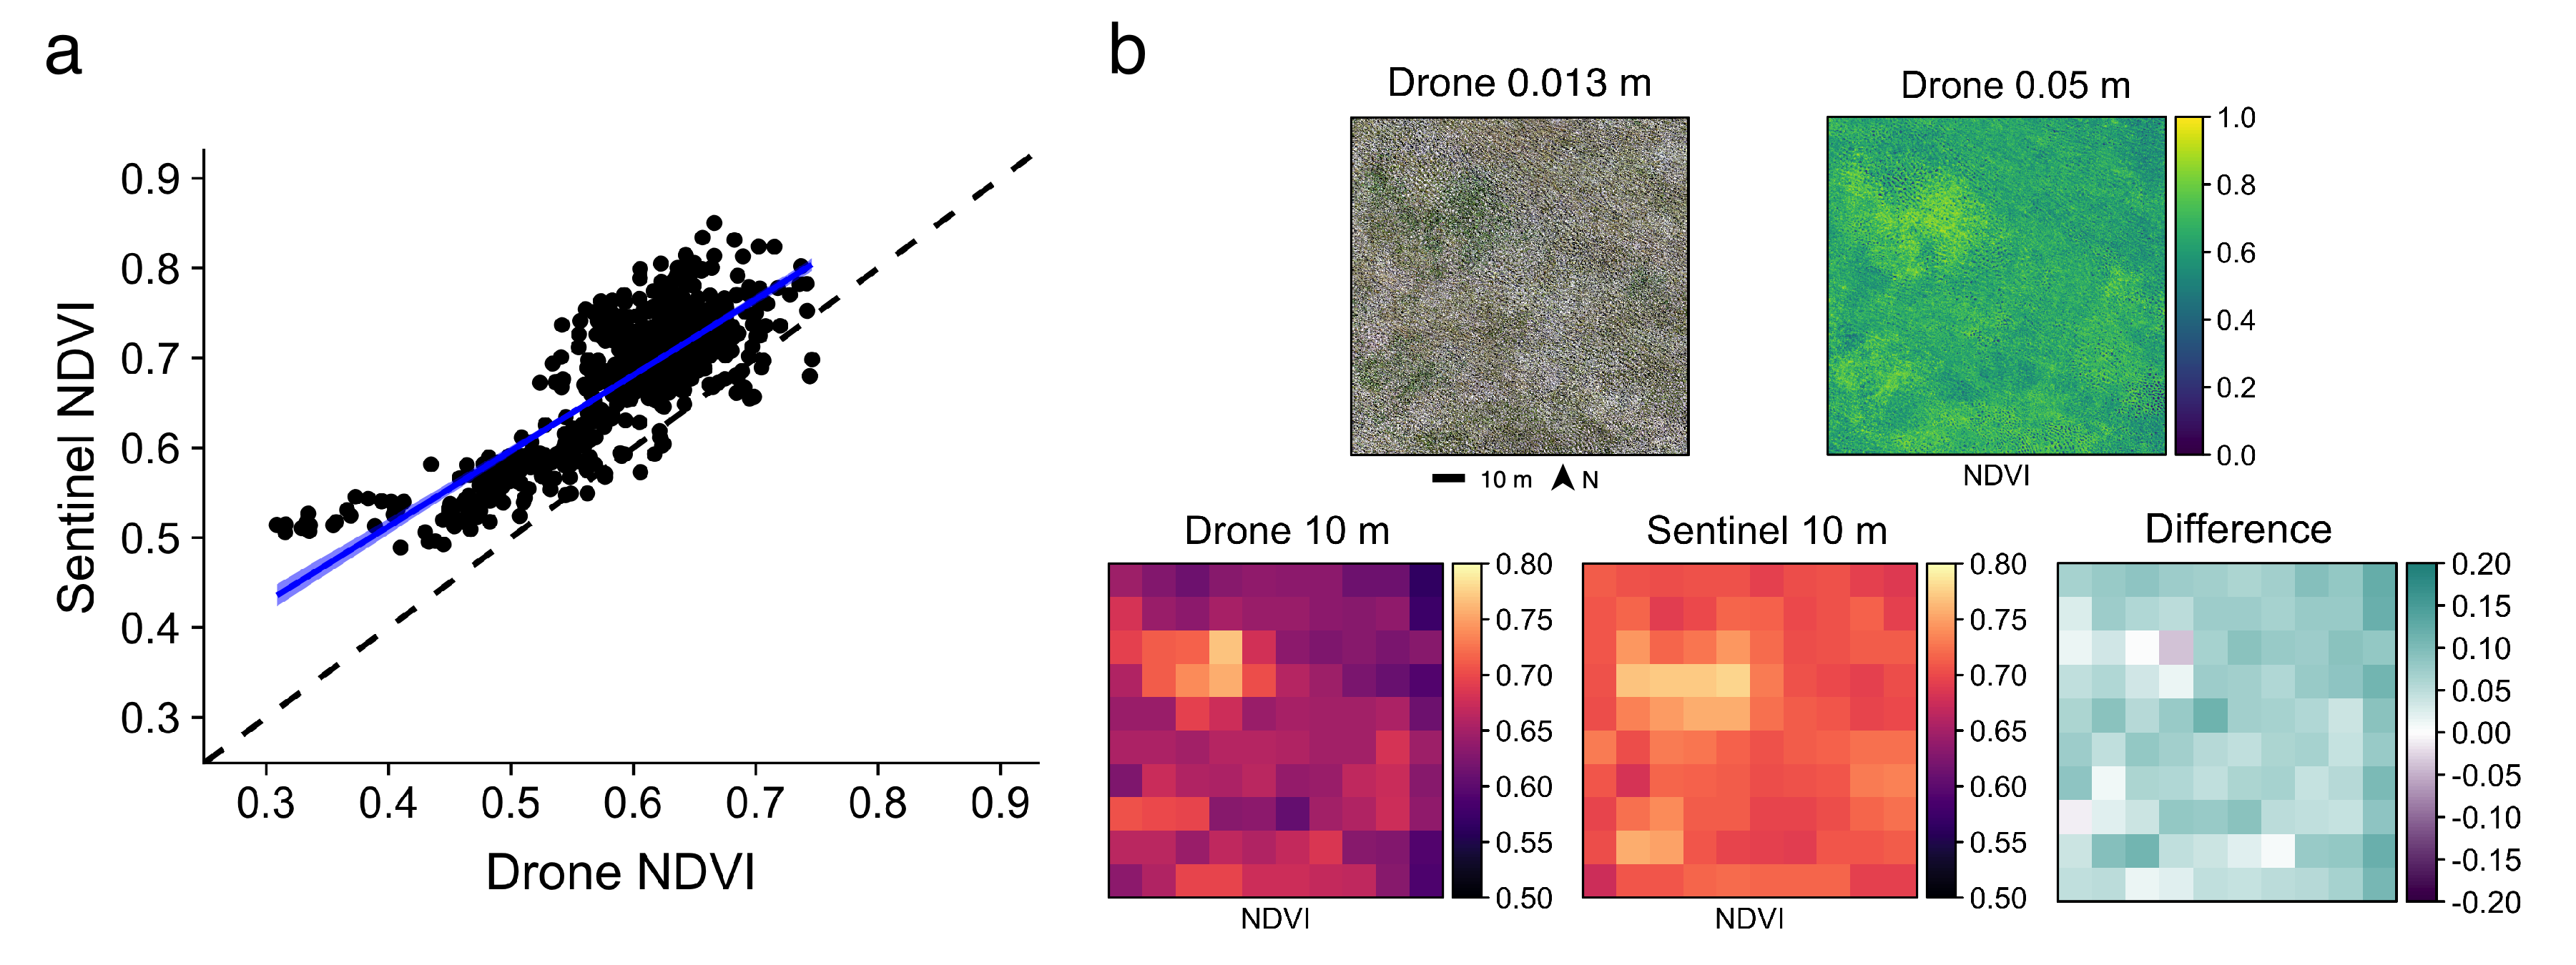 a
0.9
0.8
0.7
0.6
0.5
0.4
0.3
Sentinel NDVI
0.3 0.4 0.5 0.6 0.7 0.8 0.9
Drone NDVI
b
Drone 0.013 m
10 m N
Drone 0.05 m
1.0
0.8
0.6
0.4
0.2
0.0
NDVI
Drone 10 m
0.80
0.75
0.70
0.65
0.60
0.55
0.50
NDVI
Sentinel 10 m
0.80
0.75
0.70
0.65
0.60
0.55
0.50
NDVI
Difference
0.20
0.15
0.10
0.05
0.00
-0.05
-0.10
-0.15
-0.20